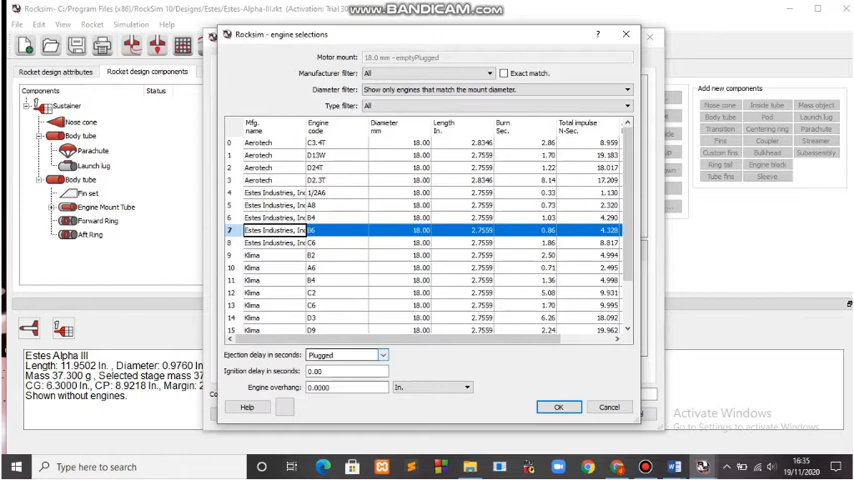 Rocksim- C:/Program Files (x86)/RockSim 10/Designs/Estes/Estes-Alpha-III.rkt (Activation: Trial 30
www.BANDICAM.com
File Edit View Rocket Simulation Help
Rocket design attributes Rocket design components
Components Status
Sustainer
Nose cone
Body tube
Parachute
Launch lug
Body tube
Fin set
Engine Mount Tube
Forward Ring
Aft Ring
Rocksim - engine selections
Motor mount: 18.0 mm - emptyPlugged
Manufacturer filter: All Exact match.
Diameter filter: Show only engines that match the mount diameter.
Type filter: All
Mfg. name Engine code Diameter mm Length In. Burn Sec. Total impulse N-Sec.
0 Aerotech C3.4T 18.00 2.8346 2.86 8.959
1 Aerotech D13W 18.00 2.7559 1.70 19.183
2 Aerotech D24T 18.00 2.7559 1.22 18.017
3 Aerotech D2.3T 18.00 2.7559 8.14 17.209
4 Estes Industries, Inc 1/2A6 18.00 2.7559 0.33 1.130
5 Estes Industries, Inc A8 18.00 2.7559 0.73 2.320
6 Estes Industries, Inc B4 18.00 2.7559 1.03 4.290
7 Estes Industries, Inc B6 18.00 2.7559 0.86 4.328
8 Estes Industries, Inc C6 18.00 2.7559 1.86 8.817
9 Klima B2 18.00 2.7559 2.50 4.994
10 Klima A6 18.00 2.7559 0.71 2.495
11 Klima B4 18.00 2.7559 1.36 4.998
12 Klima C2 18.00 2.7559 5.08 9.931
13 Klima C6 18.00 2.7559 1.70 9.995
14 Klima D3 18.00 2.7559 6.26 18.092
15 Klima D9 18.00 2.7559 2.24 19.962
Ejection delay in seconds: Plugged
Ignition delay in seconds: 0.00
Engine overhang: 0.0000 In.
Help OK Cancel
Add new components
Nose cone Inside tube Mass object
Body tube Pod Launch lug
Transition Centering ring Parachute
Fin set Coupler Streamer
Custom fins Bulkhead Subassembly
Ring tail Engine block
Tube fins Sleeve
Estes Alpha III
Length: 11.9502 In. , Diameter: 0.9760 In
Mass 37.300 g , Selected stage mass 3
CG: 6.3000 In., CP: 8.9218 In., Margin: 2
Shown without engines.
Activate Windows
Go to Settings to activate Windows.
Type here to search
16:35
19/11/2020